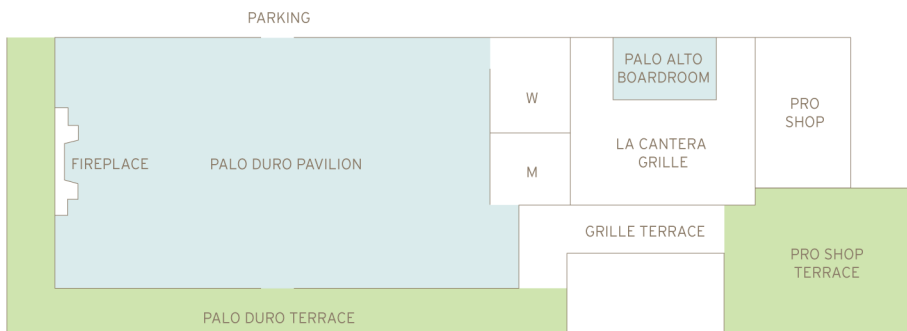 PARKING
PALO ALTO
BOARDROOM
W
PRO
SHOP
LA CANTERA
GRILLE
FIREPLACE
PALO DURO PAVILION
M
GRILLE TERRACE
PRO SHOP
TERRACE
PALO DURO TERRACE